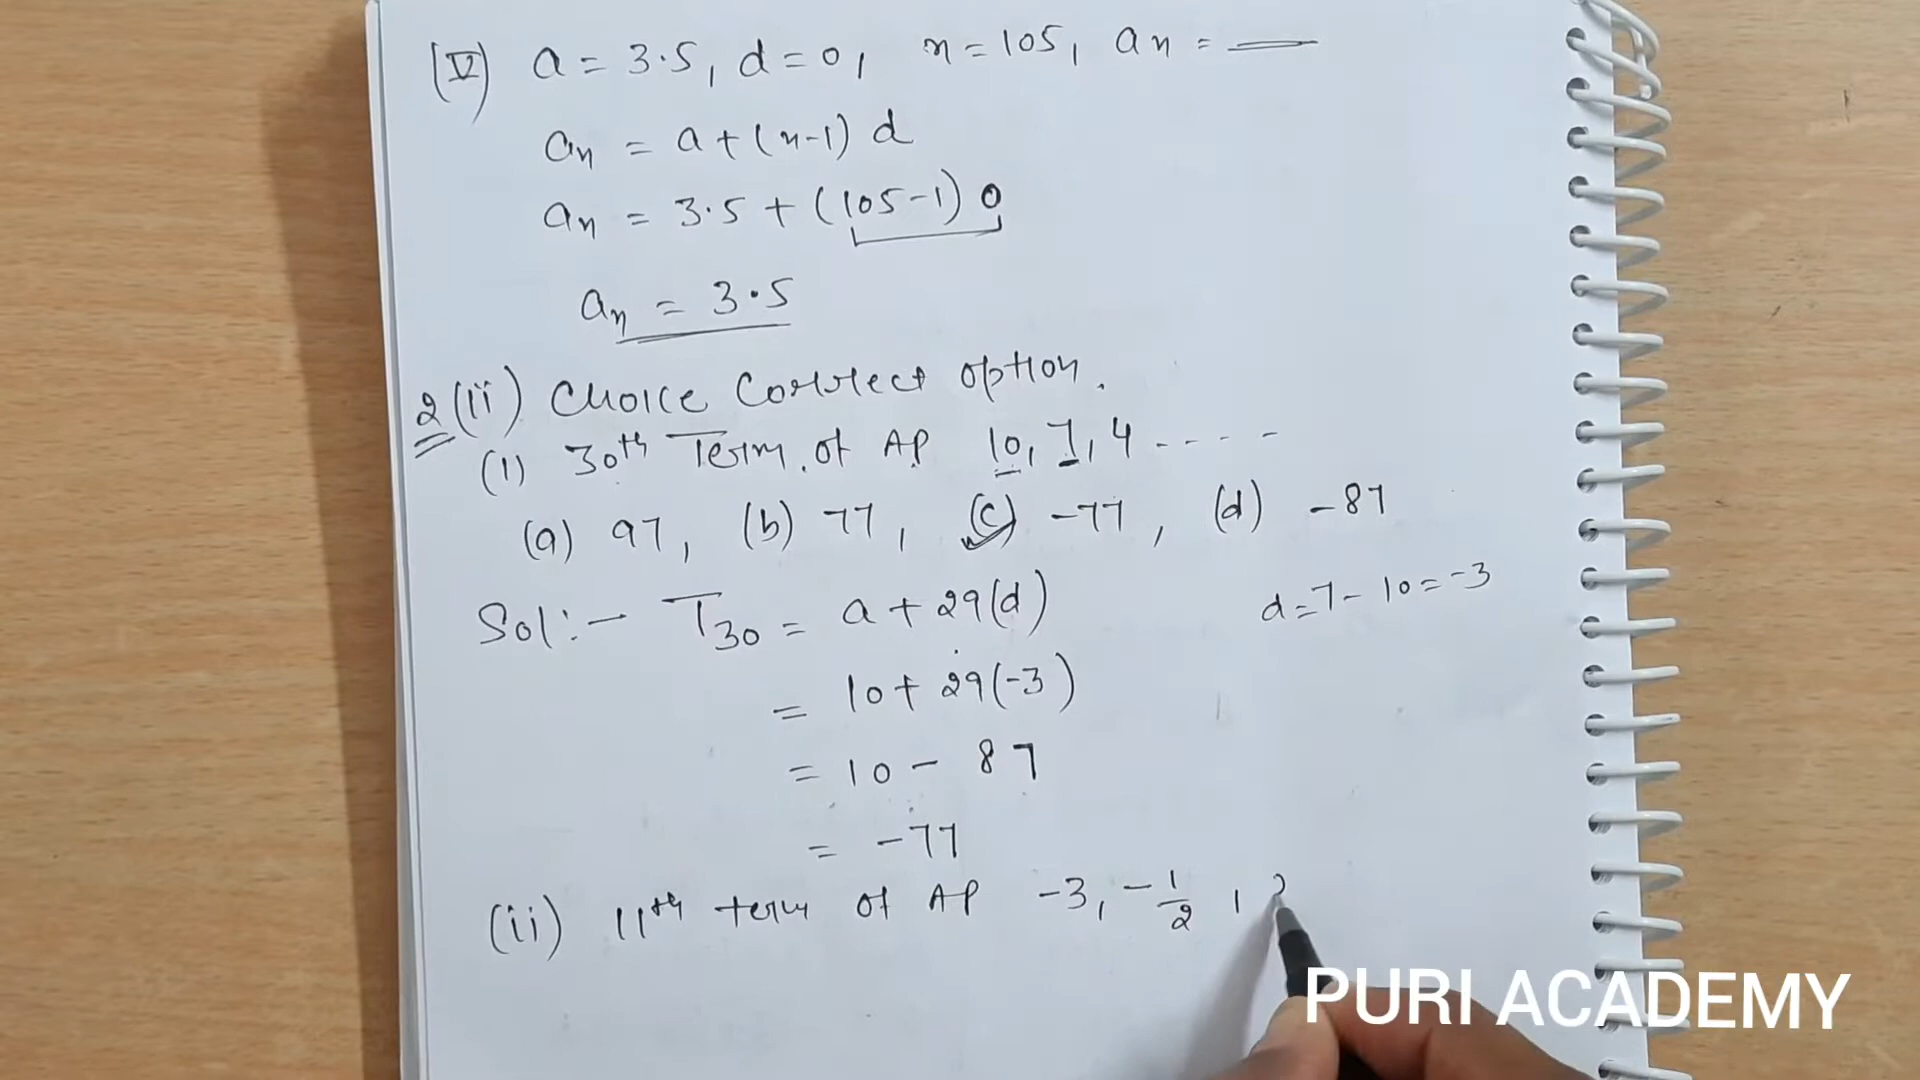 (V) a = 3.5, d = 0, n = 105, an = —
an = a + (n-1) d
an = 3.5 + (105-1) 0
an = 3.5
2(ii) Choice Correct option.
(i) 30th Term of AP 10, 7, 4 - - - -
(a) 97, (b) 77, (c) -77, (d) -87
Sol:- T30 = a + 29(d) d = 7 - 10 = -3
= 10 + 29(-3)
= 10 - 87
= -77
(ii) 11th term of AP -3, -1/2 ,
PURI ACADEMY